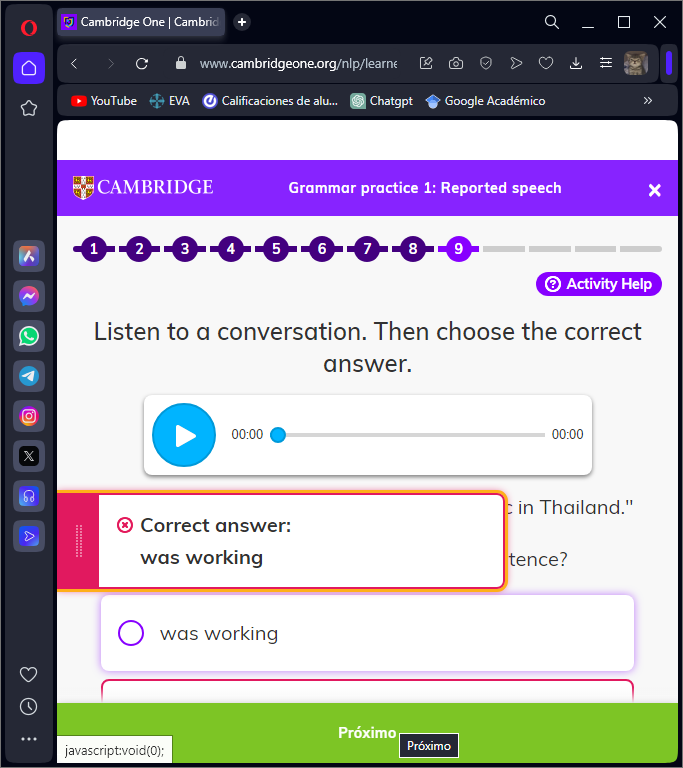 Cambridge One | Cambrid
www.cambridgeone.org/nlp/learne
YouTube
EVA
Calificaciones de alu...
Chatgpt
Google Académico
»
CAMBRIDGE
Grammar practice 1: Reported speech
1 2 3 4 5 6 7 8 9
Activity Help
Listen to a conversation. Then choose the correct
answer.
00:00
00:00
c in Thailand."
Correct answer:
was working
tence?
was working
Próximo
Próximo
javascript:void(0);